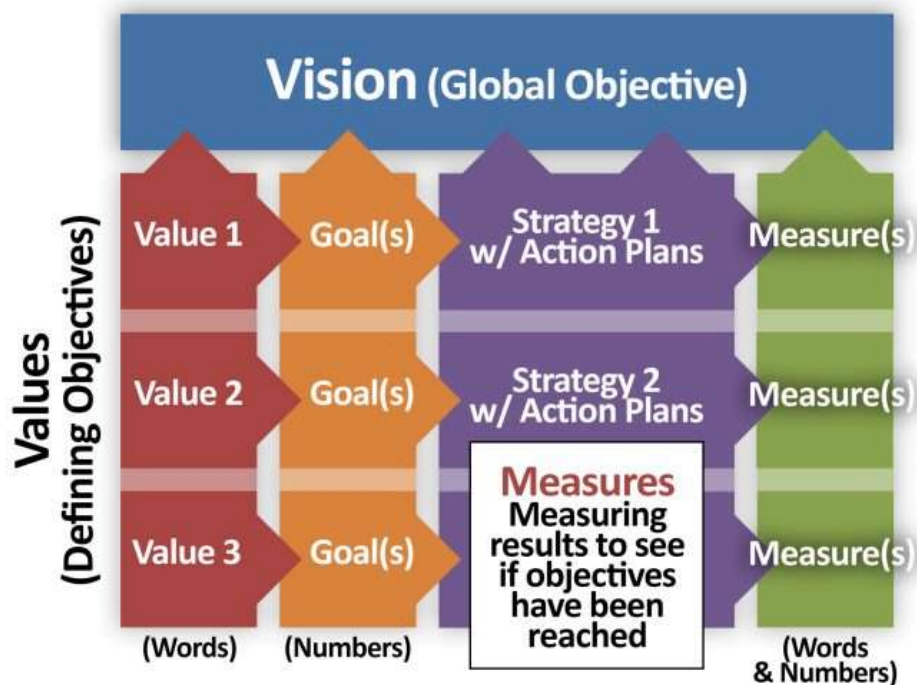 Vision (Global Objective)
Values
(Defining Objectives)
Value 1
Goal(s)
Strategy 1
w/ Action Plans
Measure(s)
Value 2
Goal(s)
Strategy 2
w/ Action Plans
Measure(s)
Value 3
Goal(s)
Measures
Measuring
results to see
if objectives
have been
reached
Measure(s)
(Words)
(Numbers)
(Words
& Numbers)